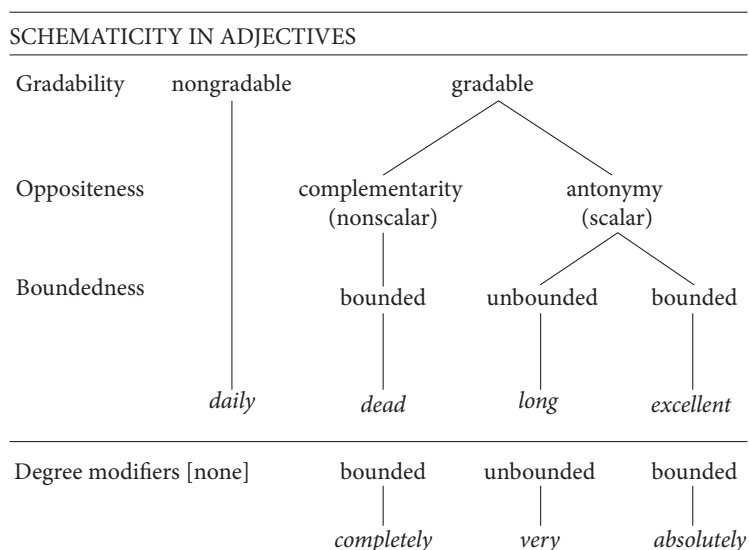 SCHEMATICITY IN ADJECTIVES
Gradability nongradable gradable
Oppositeness complementarity antonymy
(nonscalar) (scalar)
Boundedness
bounded unbounded bounded
daily dead long excellent
Degree modifiers [none] bounded unbounded bounded
completely very absolutely